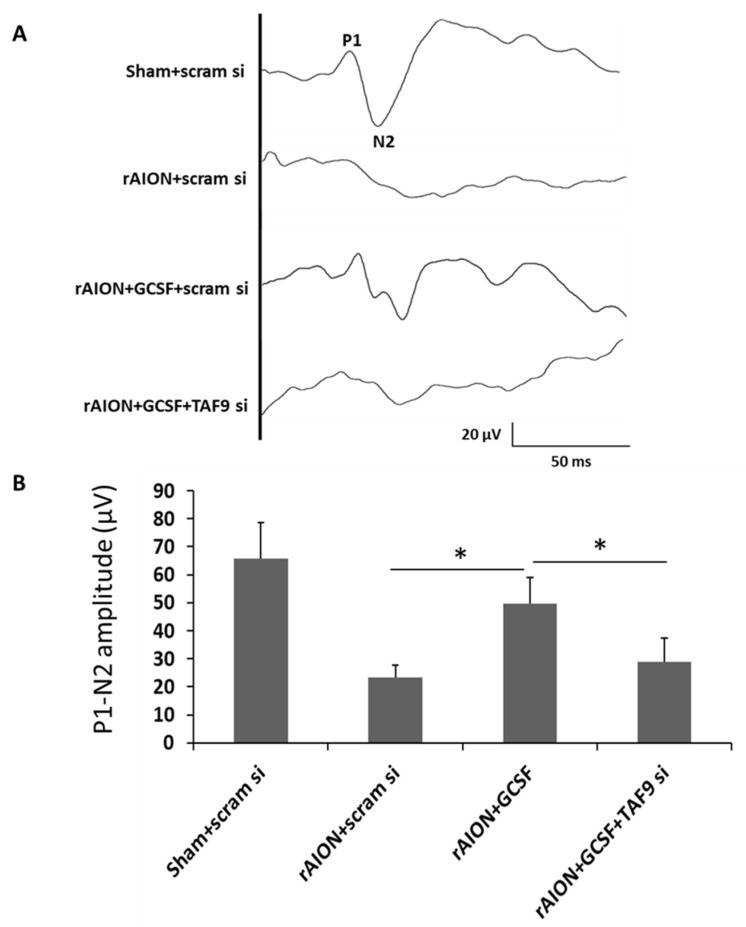 A
P1
Sham+scram si
N2
rAION+scram si
rAION+GCSF+scram si
rAION+GCSF+TAF9 si
20 µV
50 ms
B
P1-N2 amplitude (µV)
90
80
70
60
50
40
30
20
10
0
*
*
Sham+scram si
rAION+scram si
rAION+GCSF
rAION+GCSF+TAF9 si